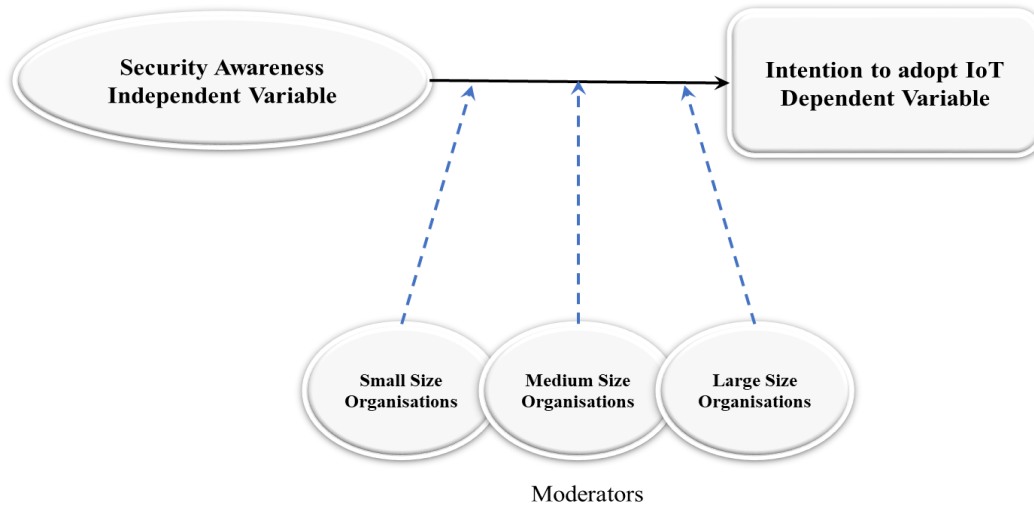 Security Awareness
Independent Variable
Intention to adopt IoT
Dependent Variable
Small Size
Organisations
Medium Size
Organisations
Large Size
Organisations
Moderators